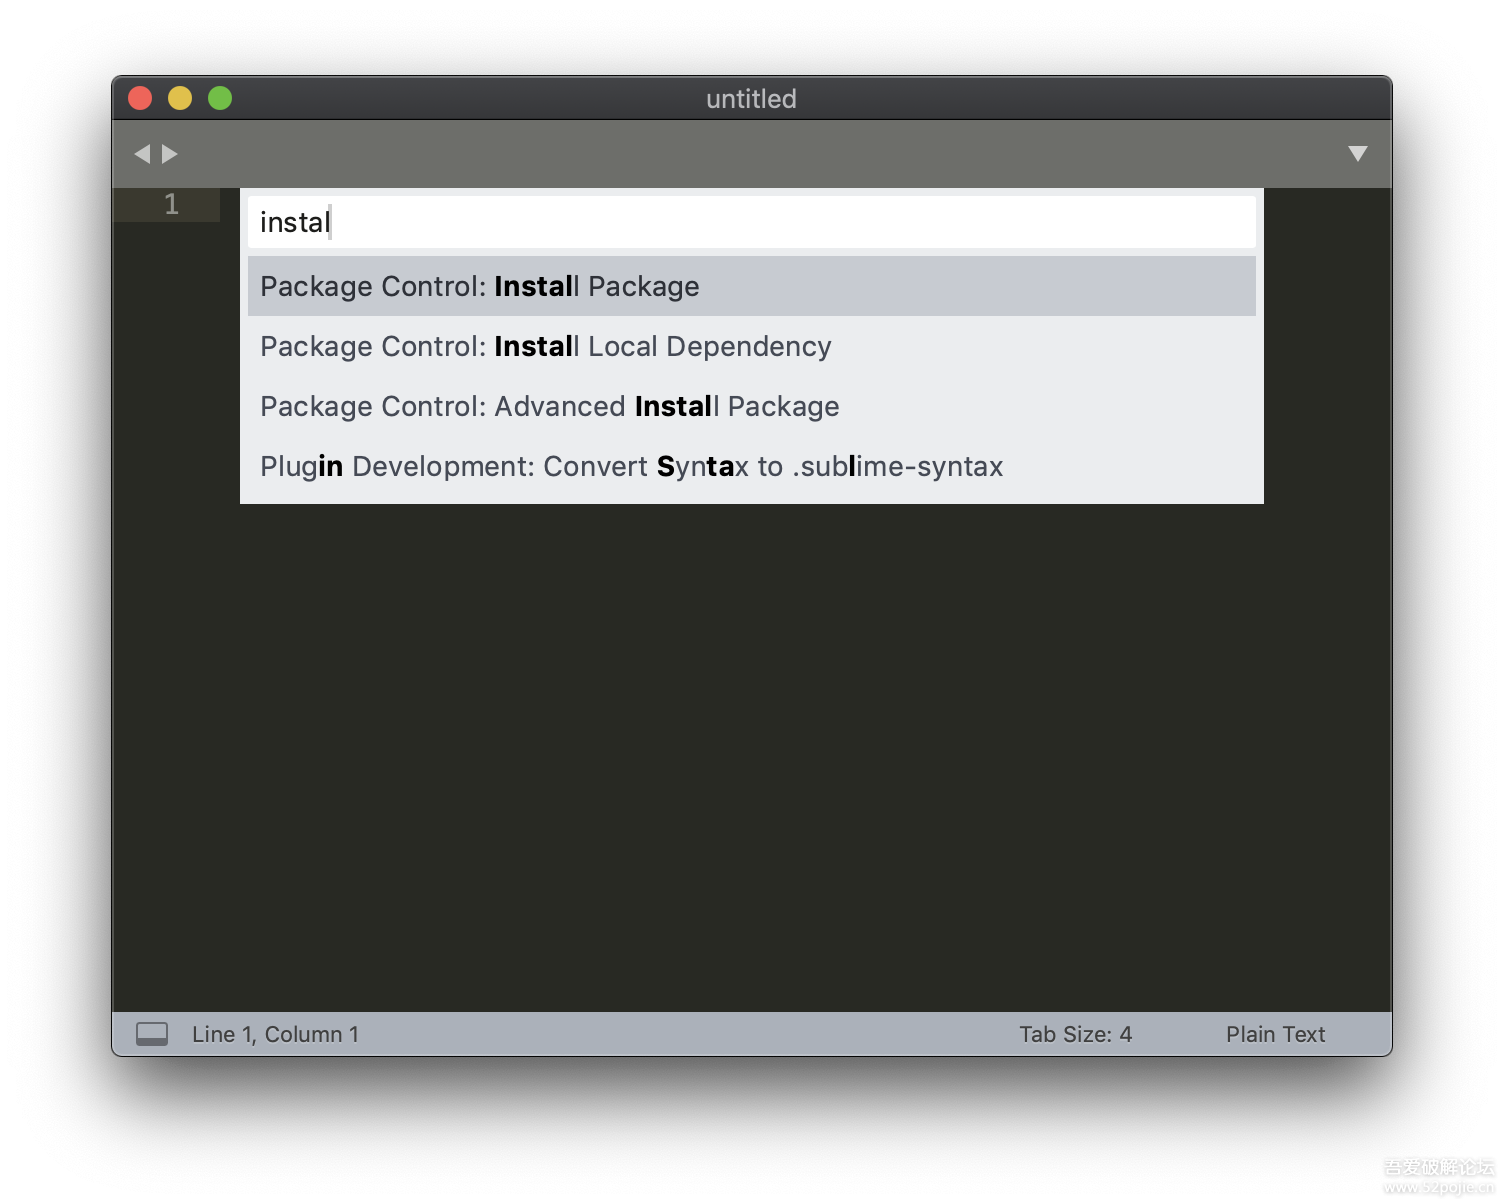 untitled
1
instal
Package Control: Install Package
Package Control: Install Local Dependency
Package Control: Advanced Install Package
Plugin Development: Convert Syntax to .sublime-syntax
Line 1, Column 1
Tab Size: 4
Plain Text
吾爱破解论坛
www.52pojie.cn